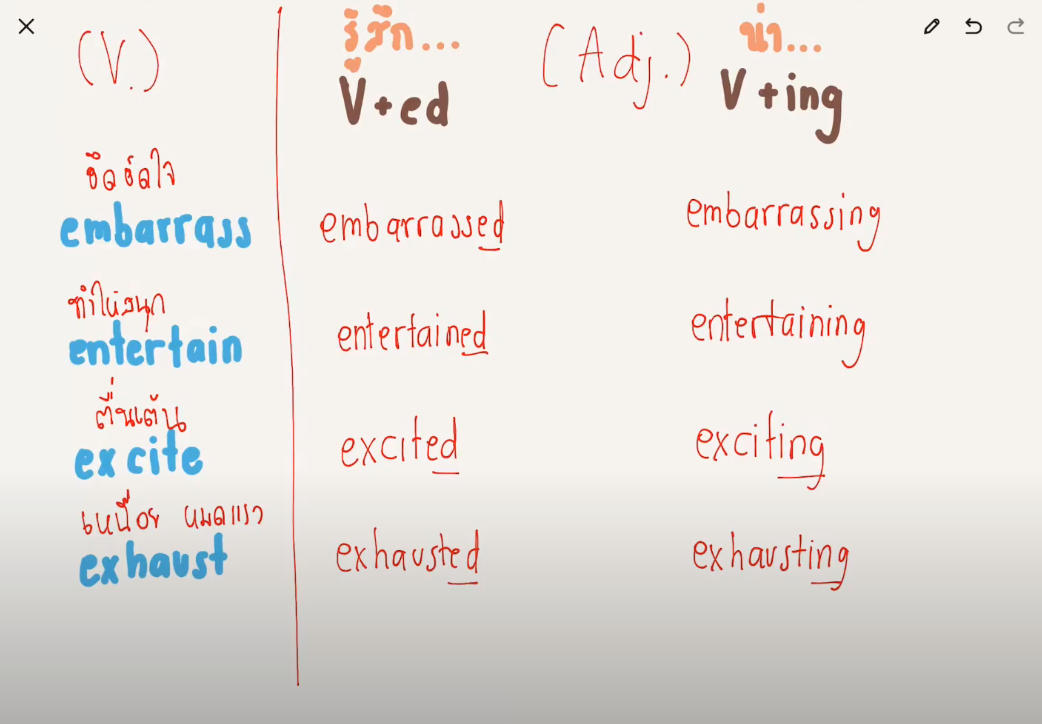 (V.) รู้สึก... (Adj.) น่า...
V+ed V+ing
อึดอัดใจ
embarrass embarrassed embarrassing
ทำให้สนุก
entertain entertained entertaining
ตื่นเต้น
excite excited exciting
เหนื่อย หมดแรง
exhaust exhausted exhausting